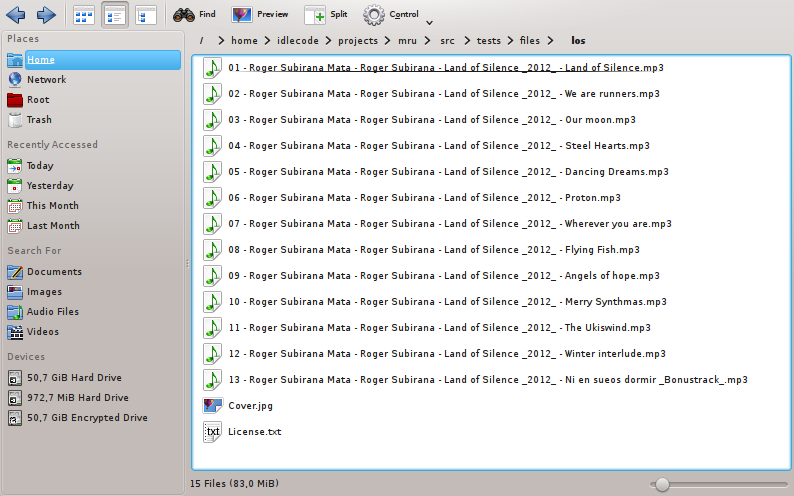 Find Preview Split Control
Places
/ > home > idlecode > projects > mru > src > tests > files > los
Home
Network
Root
Trash
Recently Accessed
Today
Yesterday
This Month
Last Month
Search For
Documents
Images
Audio Files
Videos
Devices
50,7 GiB Hard Drive
972,7 MiB Hard Drive
50,7 GiB Encrypted Drive
01 - Roger Subirana Mata - Roger Subirana - Land of Silence _2012_ - Land of Silence.mp3
02 - Roger Subirana Mata - Roger Subirana - Land of Silence _2012_ - We are runners.mp3
03 - Roger Subirana Mata - Roger Subirana - Land of Silence _2012_ - Our moon.mp3
04 - Roger Subirana Mata - Roger Subirana - Land of Silence _2012_ - Steel Hearts.mp3
05 - Roger Subirana Mata - Roger Subirana - Land of Silence _2012_ - Dancing Dreams.mp3
06 - Roger Subirana Mata - Roger Subirana - Land of Silence _2012_ - Proton.mp3
07 - Roger Subirana Mata - Roger Subirana - Land of Silence _2012_ - Wherever you are.mp3
08 - Roger Subirana Mata - Roger Subirana - Land of Silence _2012_ - Flying Fish.mp3
09 - Roger Subirana Mata - Roger Subirana - Land of Silence _2012_ - Angels of hope.mp3
10 - Roger Subirana Mata - Roger Subirana - Land of Silence _2012_ - Merry Synthmas.mp3
11 - Roger Subirana Mata - Roger Subirana - Land of Silence _2012_ - The Ukiswind.mp3
12 - Roger Subirana Mata - Roger Subirana - Land of Silence _2012_ - Winter interlude.mp3
13 - Roger Subirana Mata - Roger Subirana - Land of Silence _2012_ - Ni en sueos dormir _Bonustrack_.mp3
Cover.jpg
txt License.txt
15 Files (83,0 MiB)